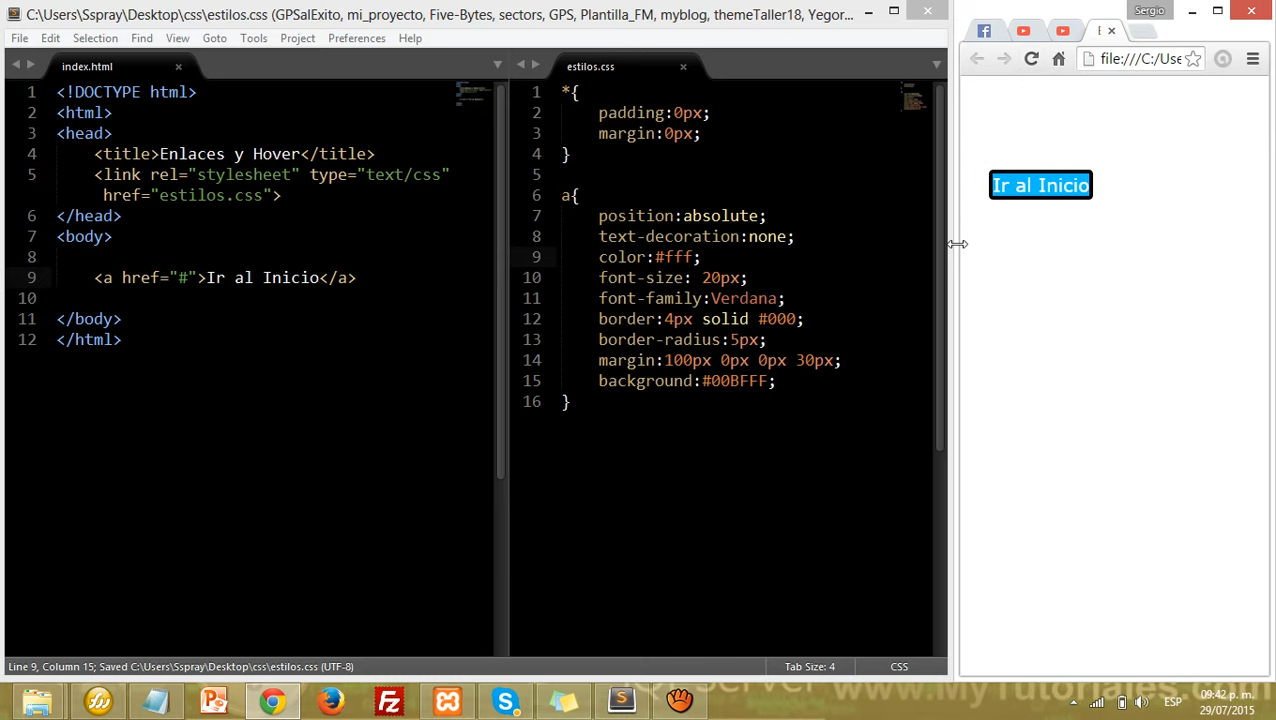 C:\Users\Sspray\Desktop\css\estilos.css (GPSalExito, mi_proyecto, Five-Bytes, sectors, GPS, Plantilla_FM, myblog, themeTaller18, Yegor...
Sergio
File Edit Selection View Goto Tools Project Preferences Help
index.html
estilos.css
file:///C:/Use
1 <!DOCTYPE html>
2 <html>
3 <head>
4 <title>Enlaces y Hover</title>
5 <link rel="stylesheet" type="text/css"
href="estilos.css">
6 </head>
7 <body>
8
9 <a href="#">Ir al Inicio</a>
10
11 </body>
12 </html>
1 *{
2 padding:0px;
3 margin:0px;
4 }
5
6 a{
7 position:absolute;
8 text-decoration:none;
9 color:#fff;
10 font-size: 20px;
11 font-family:Verdana;
12 border:4px solid #000;
13 border-radius:5px;
14 margin:100px 0px 0px 30px;
15 background:#00BFFF;
16 }
Ir al Inicio
Line 9, Column 15; Saved C:\Users\Sspray\Desktop\css\estilos.css (UTF-8)
Tab Size: 4
CSS
ESP
09:42 p. m.
29/07/2015